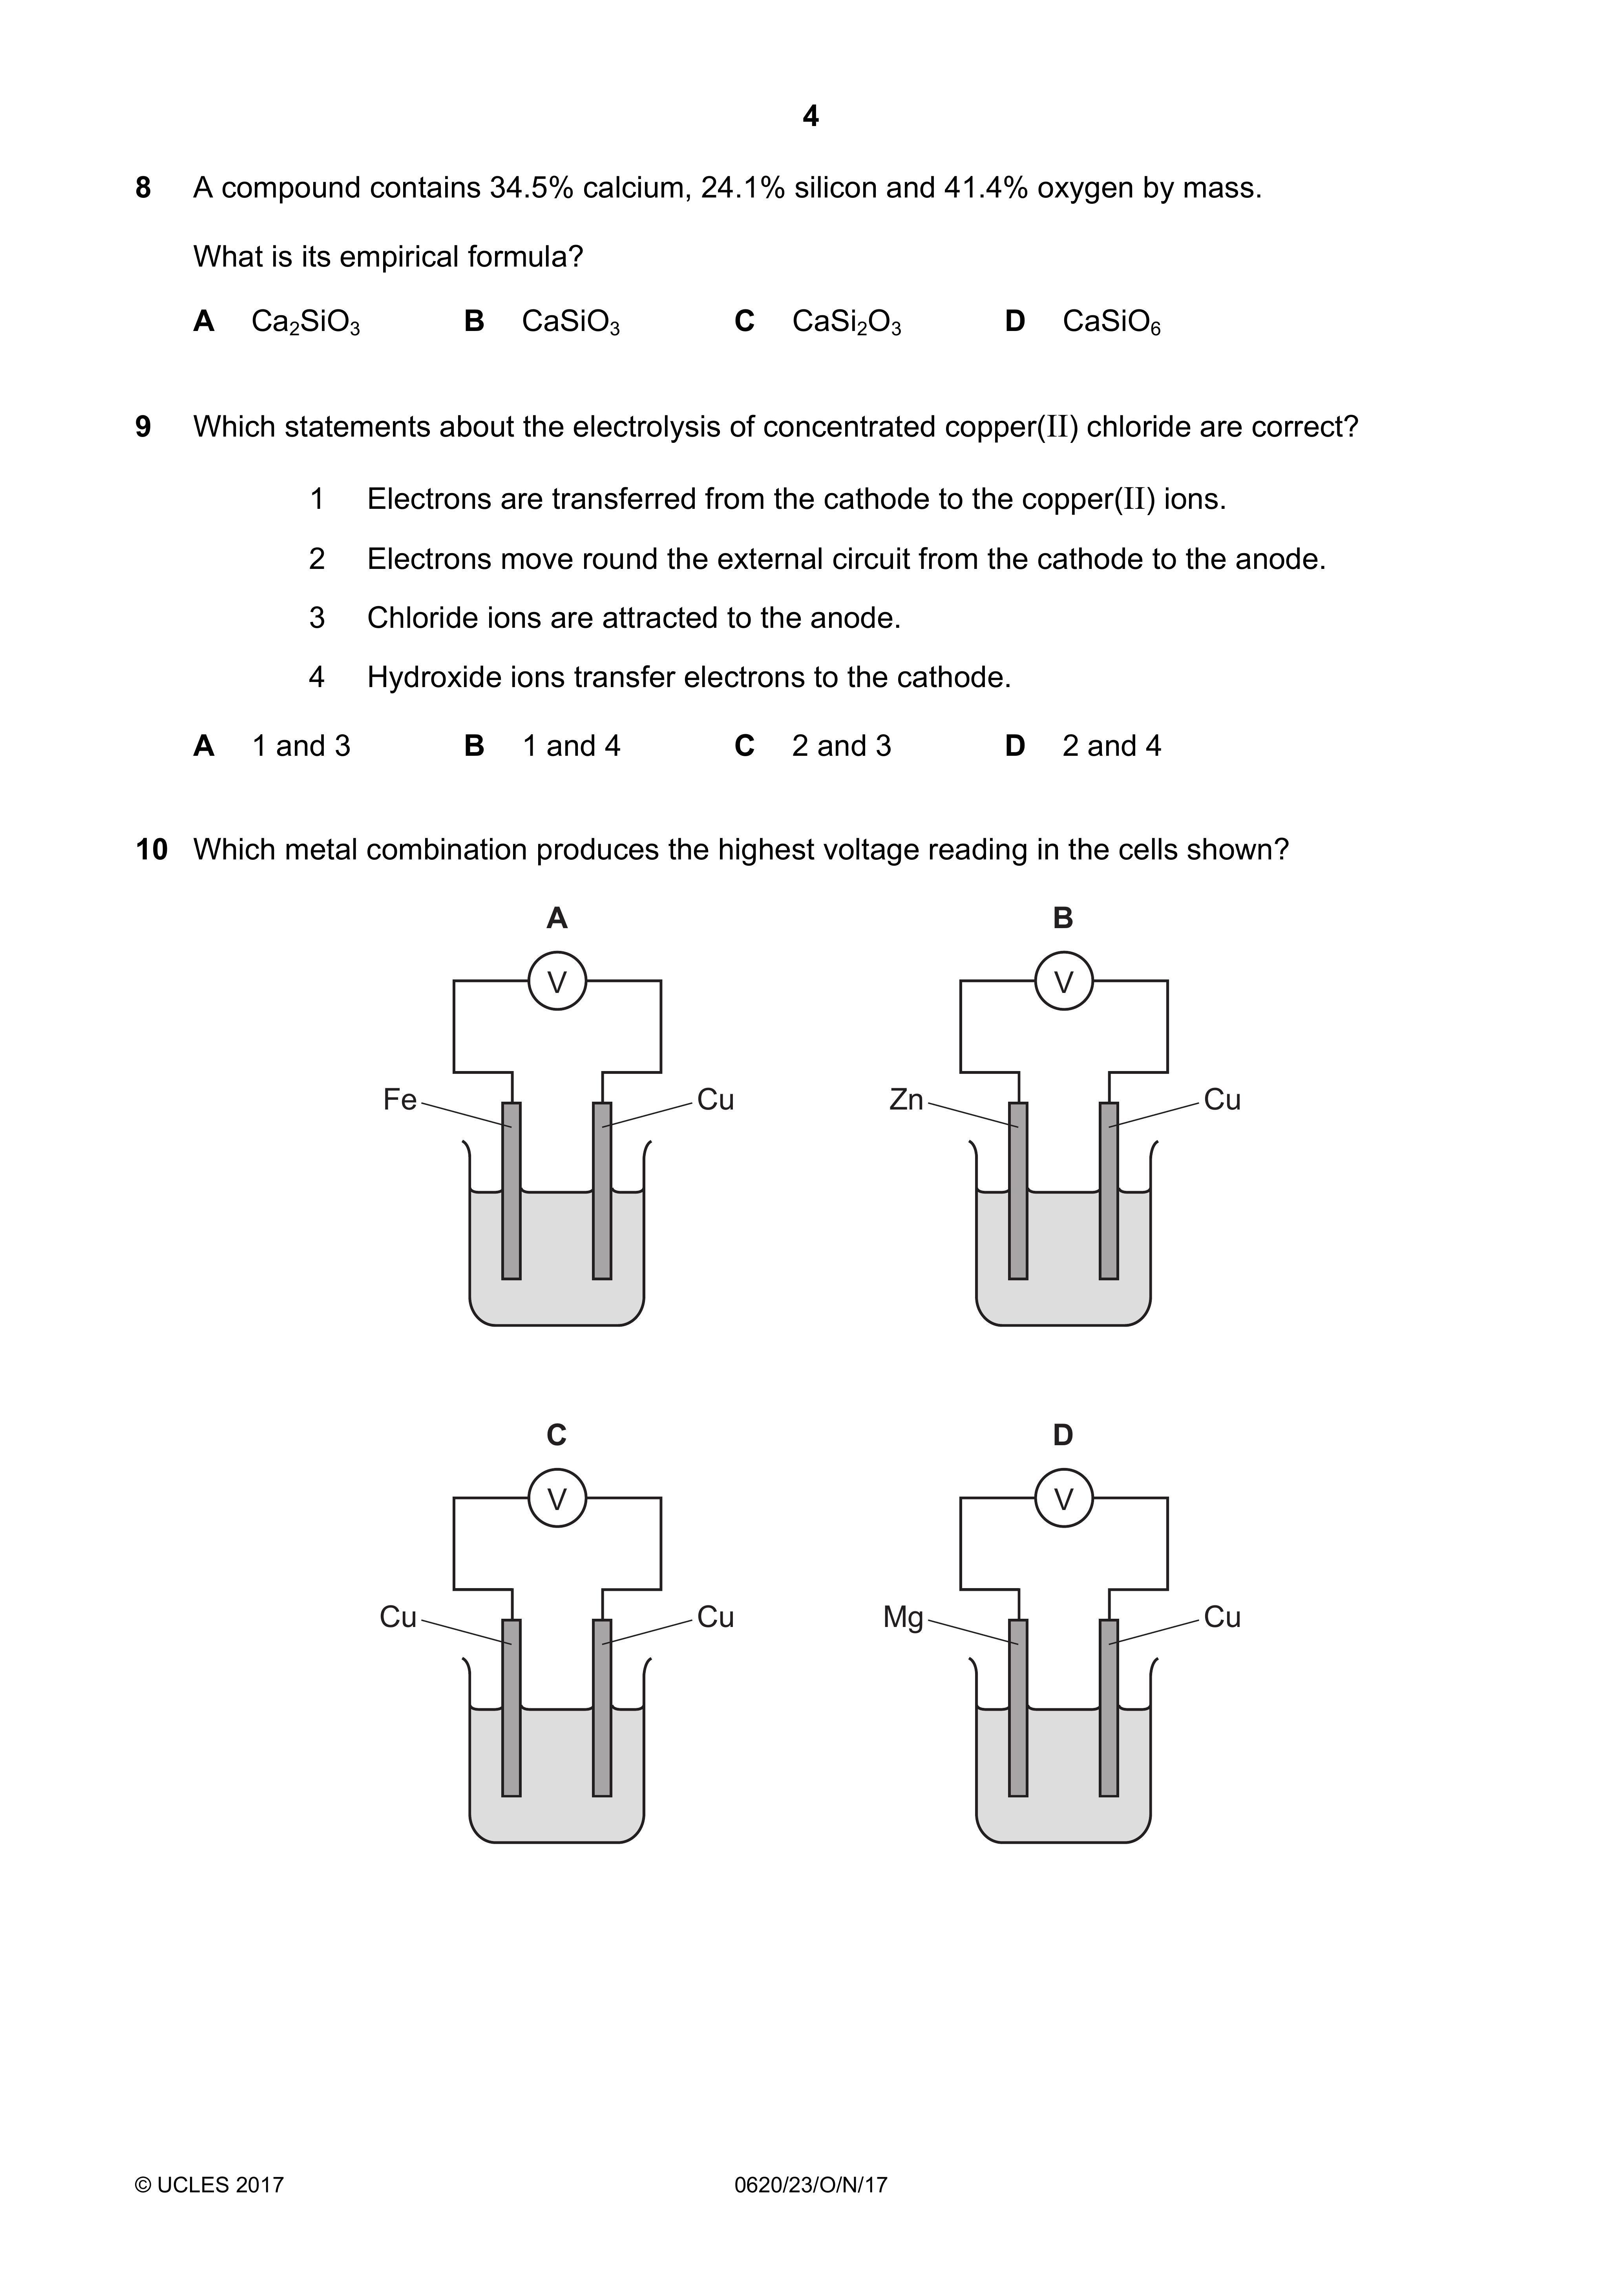 4
8 A compound contains 34.5% calcium, 24.1% silicon and 41.4% oxygen by mass.
What is its empirical formula?
A Ca₂SiO₃ B CaSiO₃ C CaSi₂O₃ D CaSiO₆
9 Which statements about the electrolysis of concentrated copper(II) chloride are correct?
1 Electrons are transferred from the cathode to the copper(II) ions.
2 Electrons move round the external circuit from the cathode to the anode.
3 Chloride ions are attracted to the anode.
4 Hydroxide ions transfer electrons to the cathode.
A 1 and 3 B 1 and 4 C 2 and 3 D 2 and 4
10 Which metal combination produces the highest voltage reading in the cells shown?
A B
V V
Fe Cu Zn Cu
C D
V V
Cu Cu Mg Cu
© UCLES 2017 0620/23/O/N/17